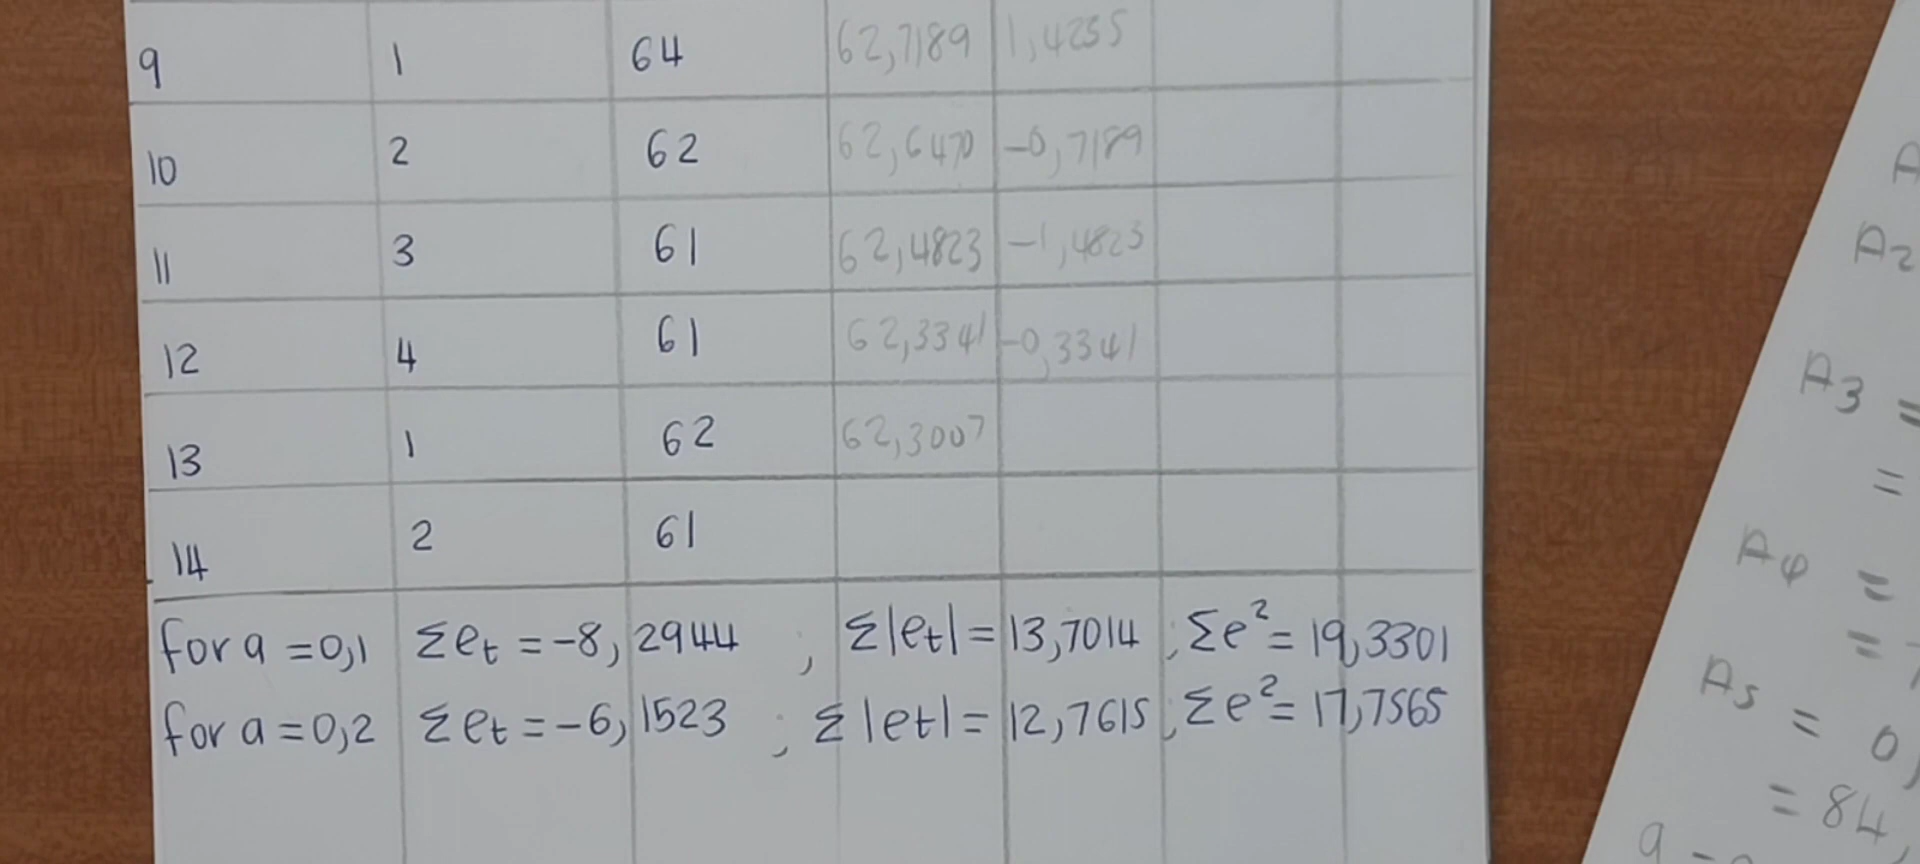 9 1 64 62,7189 1,4235
10 2 62 62,6470 -0,7189
11 3 61 62,4823 -1,4823
12 4 61 62,3341 -0,3341
13 1 62 62,3007
14 2 61
for a = 0,1 Σet = -8,2944 ; Σ|et| = 13,7014 ; Σe² = 19,3301
for a = 0,2 Σet = -6,1523 ; Σ|et| = 12,7615 ; Σe² = 17,7565
A
A2
A3 =
=
A4 =
=
A5 = 0,
= 84,